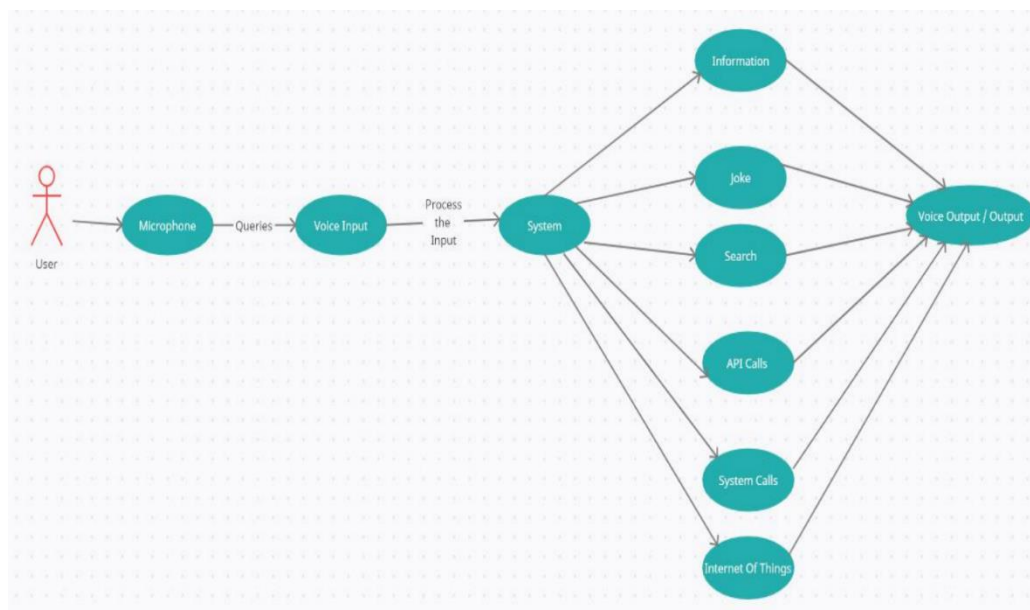 User
Microphone
Queries
Voice Input
Process
the
Input
System
Information
Joke
Search
API Calls
System Calls
Internet Of Things
Voice Output / Output